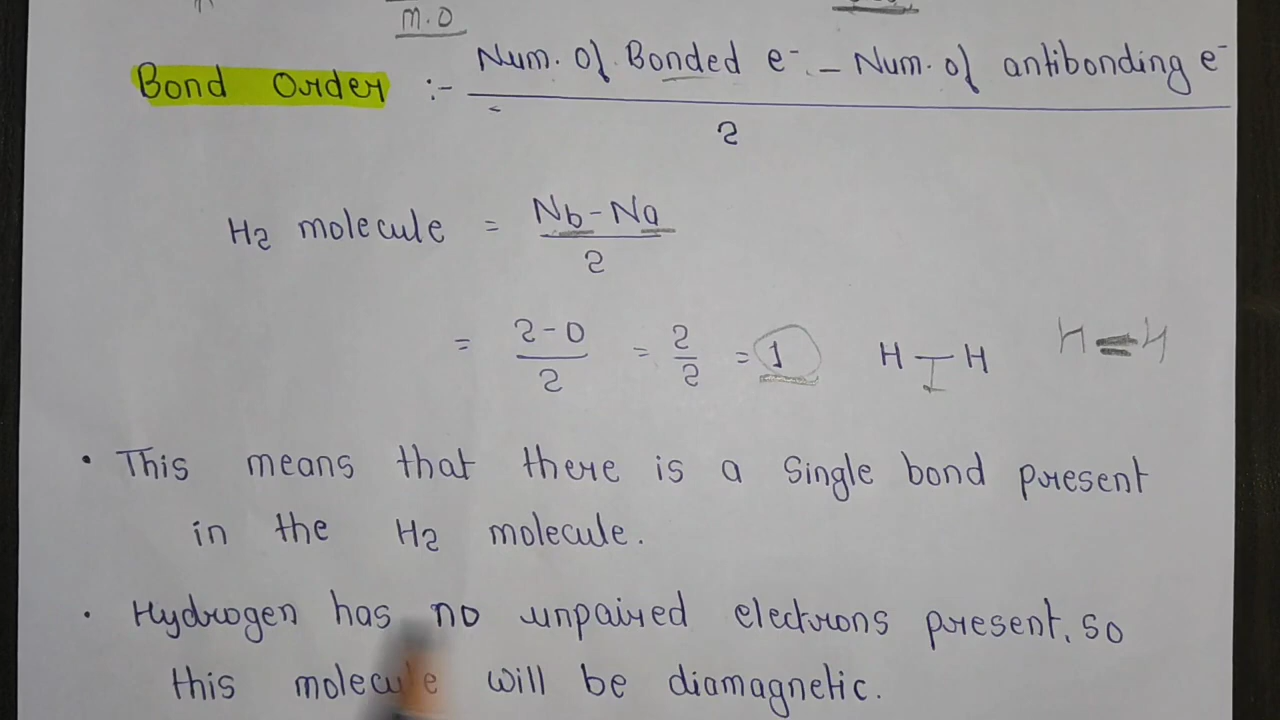 M.O
Bond Order :- Num. of Bonded e⁻ - Num. of antibonding e⁻
2
H2 molecule = Nb-Na
2
= 2-0 = 2 = 1 H-H H=H
2 2
• This means that there is a single bond present
in the H2 molecule.
• Hydrogen has no unpaired electrons present, so
this molecule will be diamagnetic.